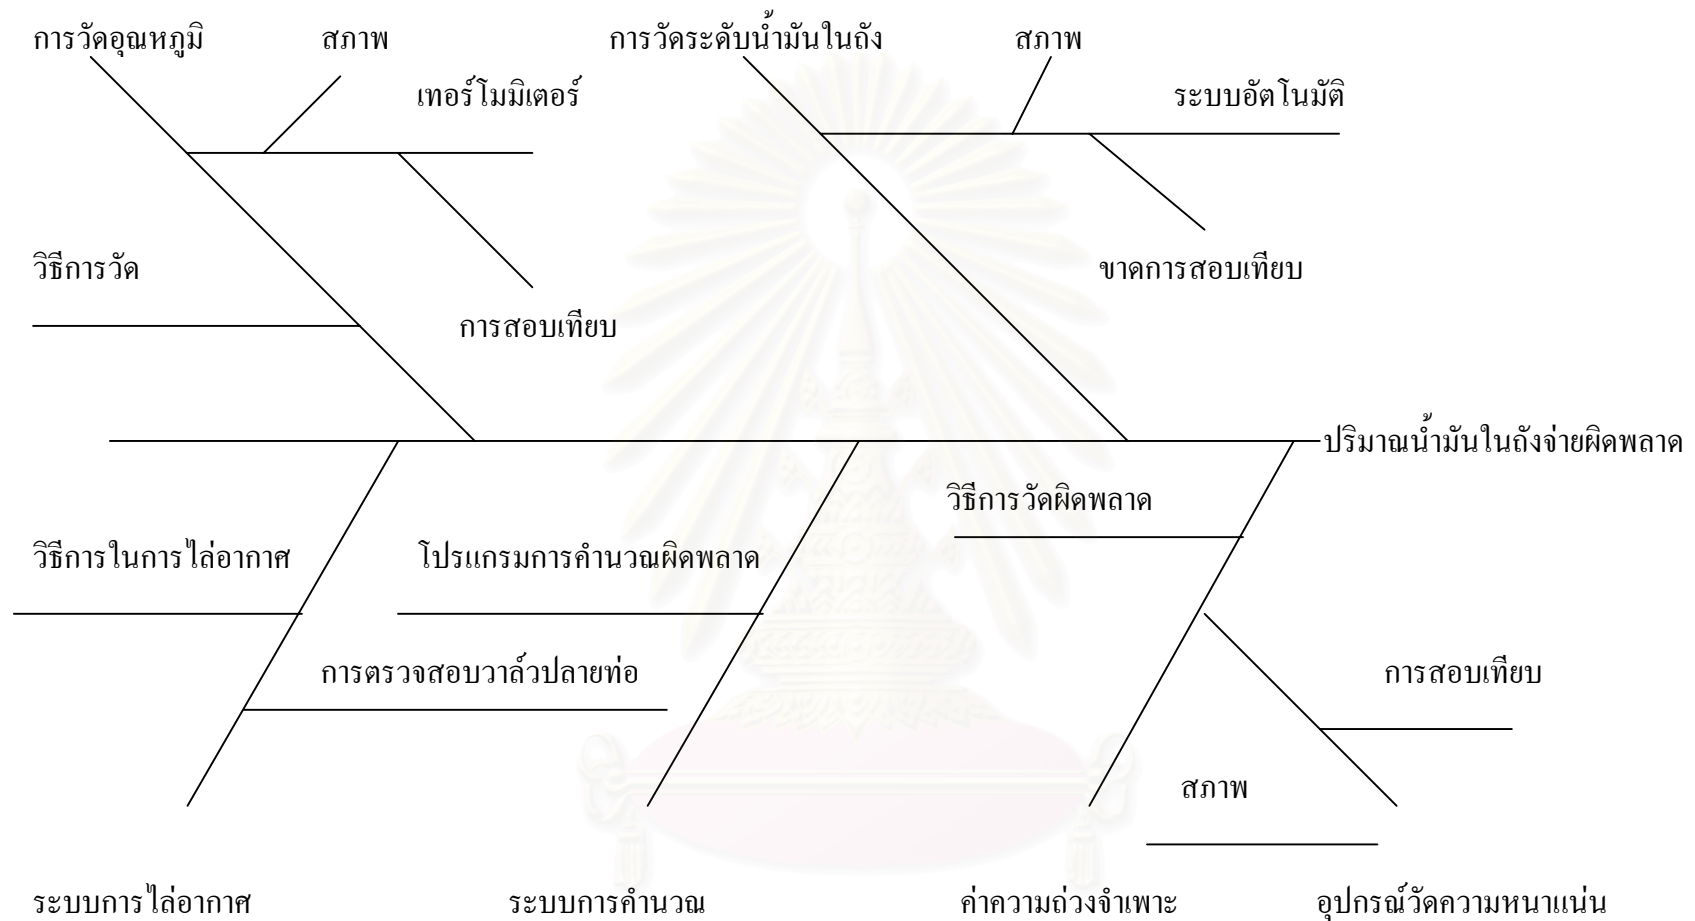 การวัดอุณหภูมิ
สภาพ
การวัดระดับน้ำมันในถัง
สภาพ
เทอร์โมมิเตอร์
ระบบอัตโนมัติ
วิธีการวัด
ขาดการสอบเทียบ
การสอบเทียบ
ปริมาณน้ำมันในถังจ่ายผิดพลาด
วิธีการวัดผิดพลาด
วิธีการในการไล่อากาศ
โปรแกรมการคำนวณผิดพลาด
การตรวจสอบวาล์วปลายท่อ
การสอบเทียบ
สภาพ
ระบบการไล่อากาศ
ระบบการคำนวณ
ค่าความถ่วงจำเพาะ
อุปกรณ์วัดความหนาแน่น